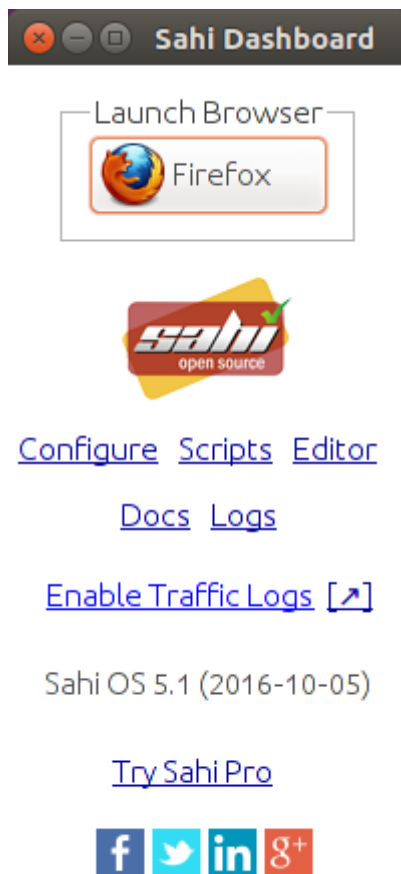 Sahi Dashboard
Launch Browser
Firefox
sahi
open source
Configure Scripts Editor
Docs Logs
Enable Traffic Logs [↗]
Sahi OS 5.1 (2016-10-05)
Try Sahi Pro
f in g+